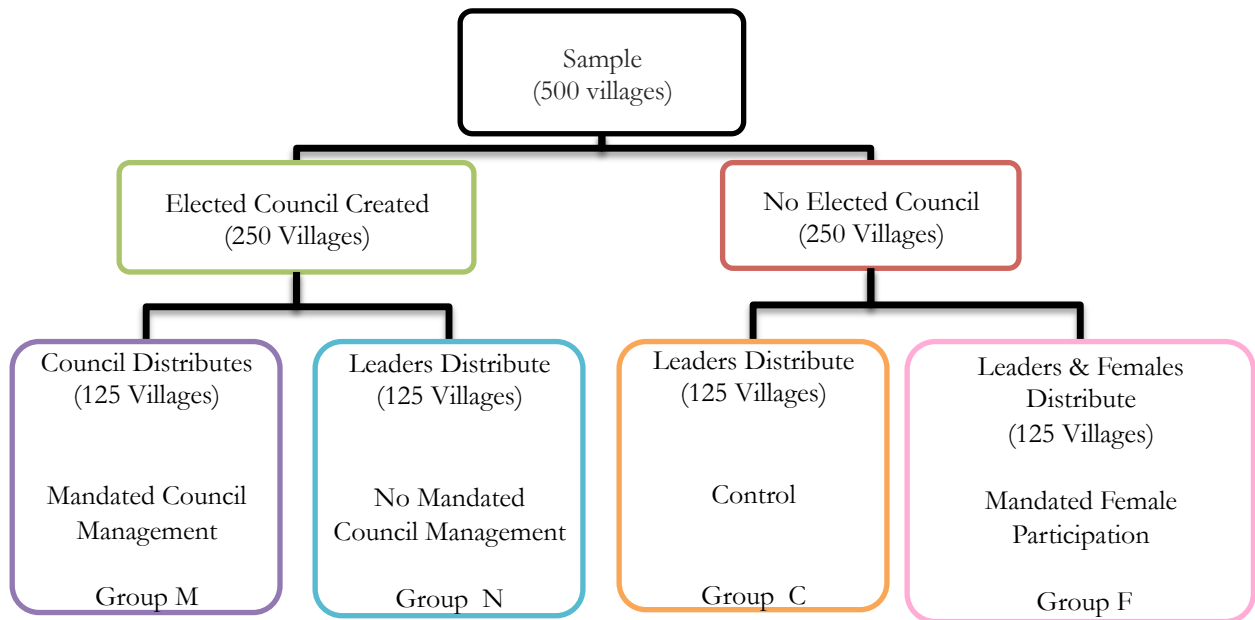 Sample
(500 villages)
Elected Council Created
(250 Villages)
No Elected Council
(250 Villages)
Council Distributes
(125 Villages)
Mandated Council
Management
Group M
Leaders Distribute
(125 Villages)
No Mandated
Council Management
Group N
Leaders Distribute
(125 Villages)
Control
Group C
Leaders & Females
Distribute
(125 Villages)
Mandated Female
Participation
Group F